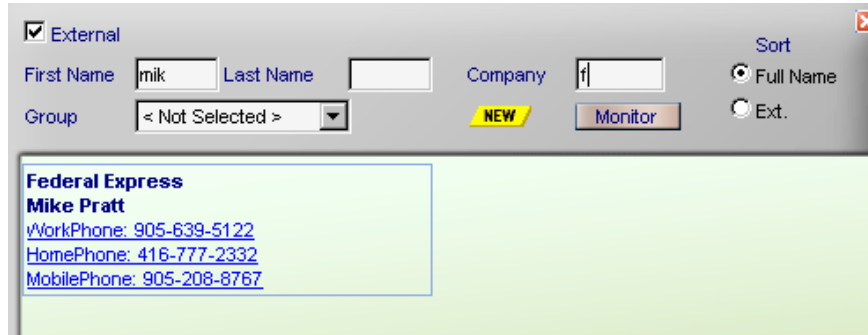 External
Sort
First Name mik Last Name Company f Full Name
Group < Not Selected > NEW Monitor Ext.
Federal Express
Mike Pratt
WorkPhone: 905-639-5122
HomePhone: 416-777-2332
MobilePhone: 905-208-8767